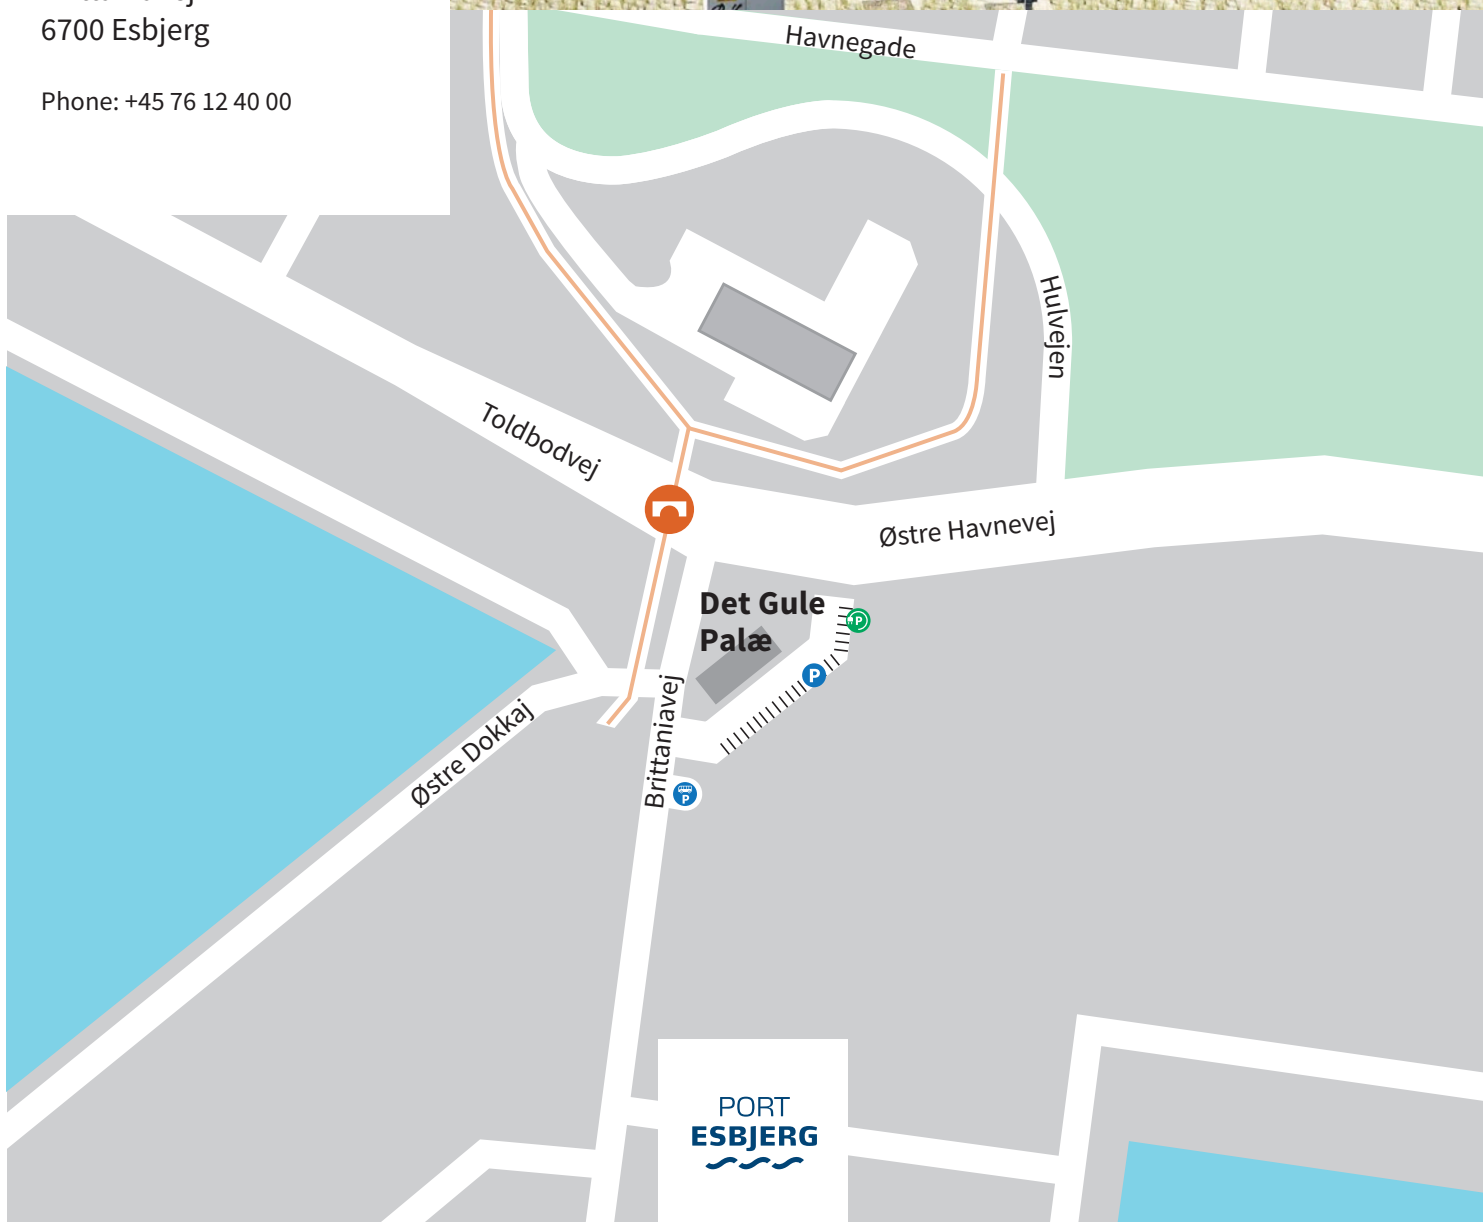 6700 Esbjerg
Phone: +45 76 12 40 00
Havnegade
Hulvejen
Toldbodvej
Østre Havnevej
Det Gule
Palæ
P
P
Brittaniavej
Østre Dokkaj
P
PORT
ESBJERG